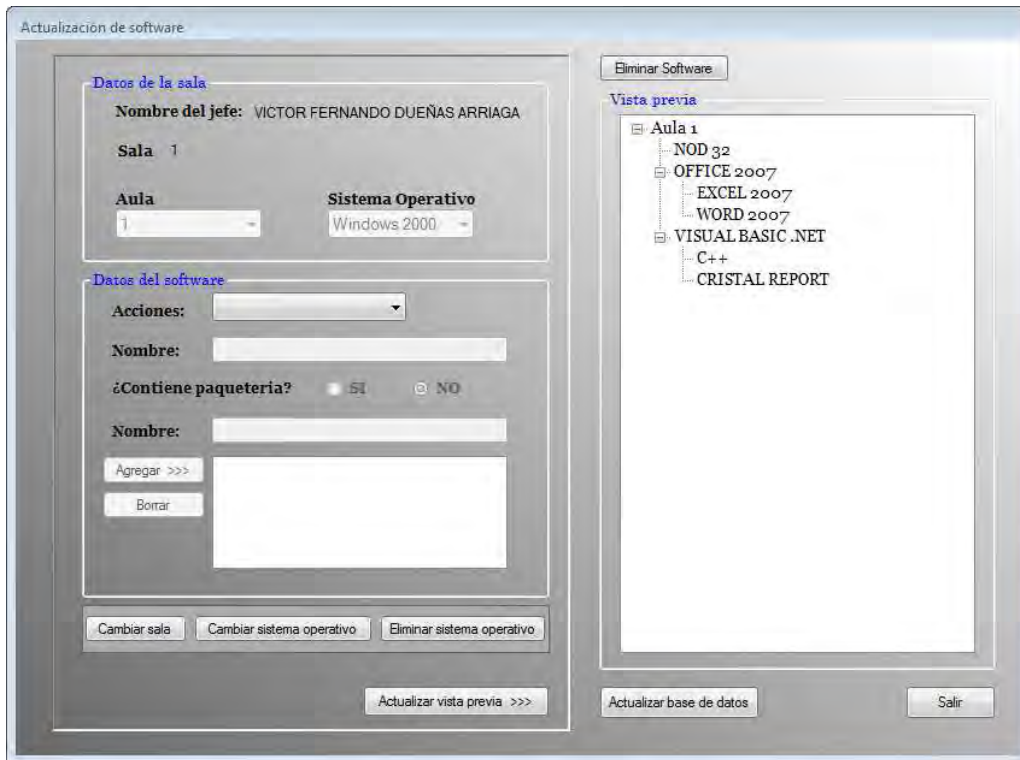 Actualización de software
Datos de la sala
Nombre del jefe: VICTOR FERNANDO DUEÑAS ARRIAGA
Sala 1
Aula Sistema Operativo
1 Windows 2000
Datos del software
Acciones:
Nombre:
¿Contiene paqueteria? SI NO
Nombre:
Agregar >>>
Borrar
Cambiar sala Cambiar sistema operativo Eliminar sistema operativo
Actualizar vista previa >>>
Eliminar Software
Vista previa
Aula 1
NOD 32
OFFICE 2007
EXCEL 2007
WORD 2007
VISUAL BASIC .NET
C++
CRISTAL REPORT
Actualizar base de datos Salir